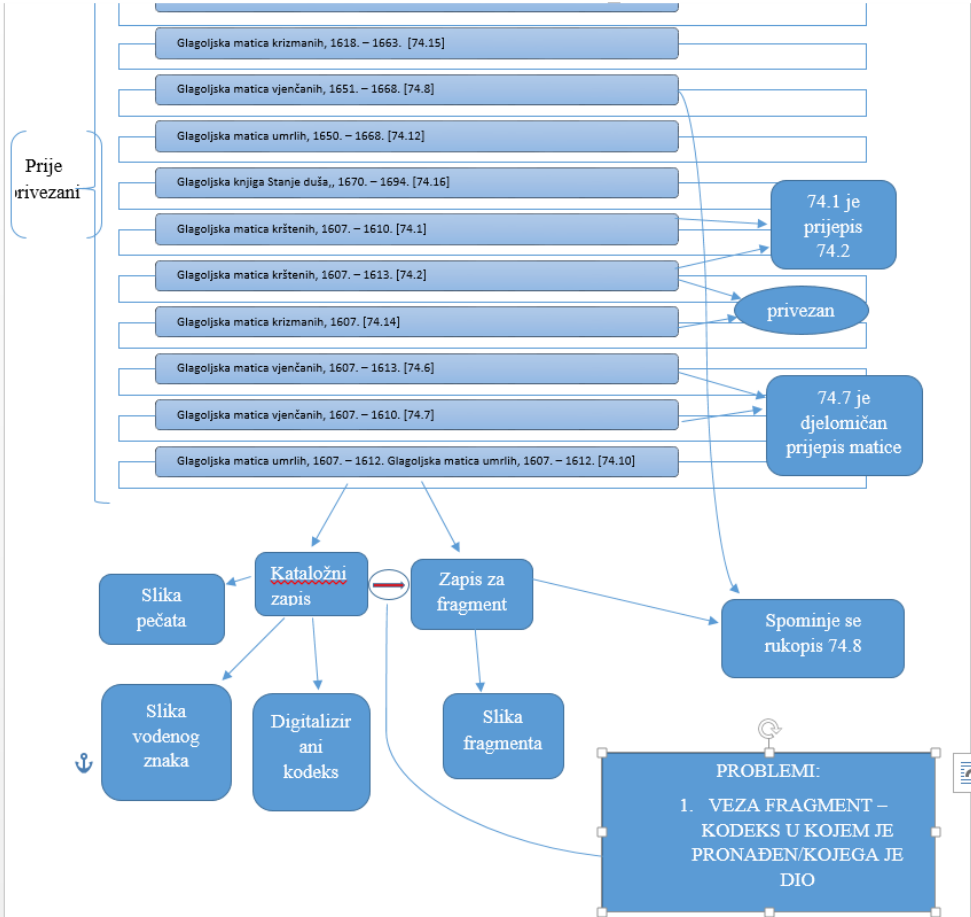 Glagoljska matica krizmanih, 1618. – 1663. [74.15]
Glagoljska matica vjenčanih, 1651. – 1668. [74.8]
Glagoljska matica umrlih, 1650. – 1668. [74.12]
Prije
rivezani
Glagoljska knjiga Stanje duša,, 1670. – 1694. [74.16]
Glagoljska matica krštenih, 1607. – 1610. [74.1]
74.1 je
prijepis
74.2
Glagoljska matica krštenih, 1607. – 1613. [74.2]
privezan
Glagoljska matica krizmanih, 1607. [74.14]
Glagoljska matica vjenčanih, 1607. – 1613. [74.6]
Glagoljska matica vjenčanih, 1607. – 1610. [74.7]
74.7 je
djelomičan
prijepis matice
Glagoljska matica umrlih, 1607. – 1612. Glagoljska matica umrlih, 1607. – 1612. [74.10]
Kataložni
zapis
Zapis za
fragment
Slika
pečata
Spominje se
rukopis 74.8
Slika
vodenog
znaka
Digitalizir
ani
kodeks
Slika
fragmenta
PROBLEMI:
1. VEZA FRAGMENT –
KODEKS U KOJEM JE
PRONAĐEN/KOJEGA JE
DIO